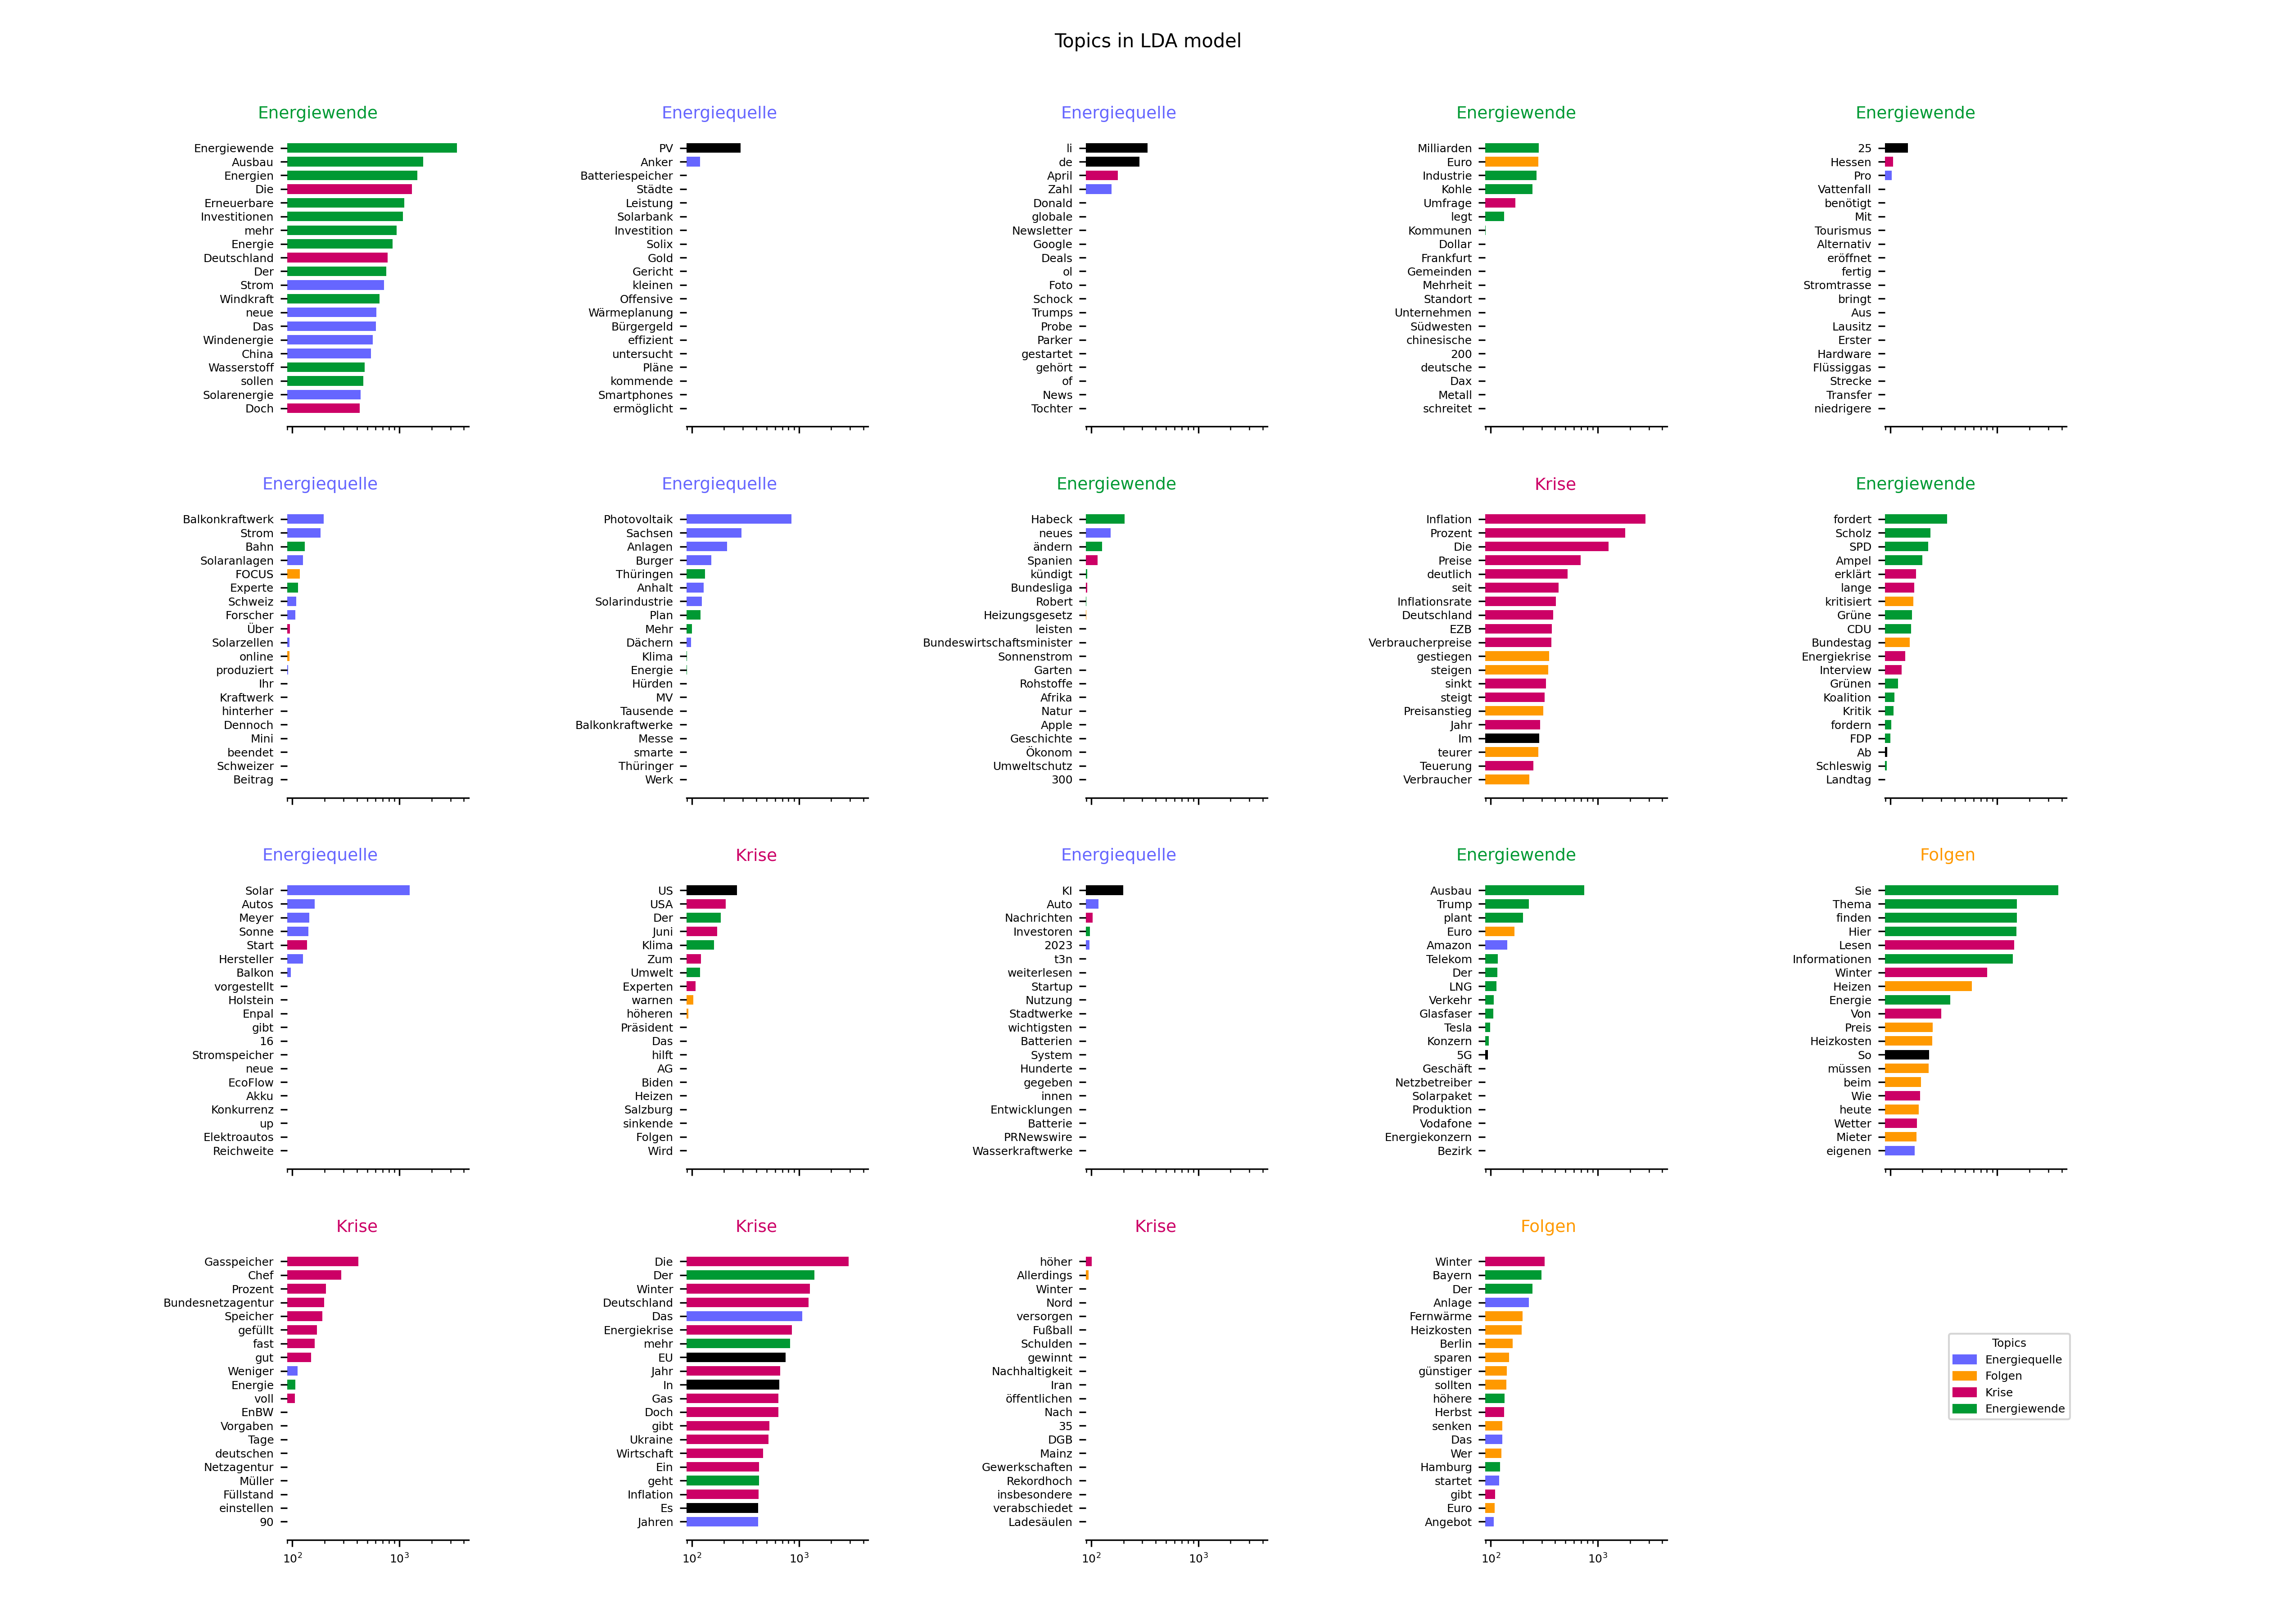 Topics in LDA model
Energiewende
Energiewende
Ausbau
Energien
Die
Erneuerbare
Investitionen
mehr
Energie
Deutschland
Der
Strom
Windkraft
neue
Das
Windenergie
China
Wasserstoff
sollen
Solarenergie
Doch
Energiequelle
PV
Anker
Batteriespeicher
Städte
Leistung
Solarbank
Investition
Solix
Gold
Gericht
kleinen
Offensive
Wärmeplanung
Bürgergeld
effizient
untersucht
Pläne
kommende
Smartphones
ermöglicht
Energiequelle
li
de
April
Zahl
Donald
globale
Newsletter
Google
Deals
ol
Foto
Schock
Trumps
Probe
Parker
gestartet
gehört
of
News
Tochter
Energiewende
Milliarden
Euro
Industrie
Kohle
Umfrage
legt
Kommunen
Dollar
Frankfurt
Gemeinden
Mehrheit
Standort
Unternehmen
Südwesten
chinesische
200
deutsche
Dax
Metall
schreitet
Energiewende
25
Hessen
Pro
Vattenfall
benötigt
Mit
Tourismus
Alternativ
eröffnet
fertig
Stromtrasse
bringt
Aus
Lausitz
Erster
Hardware
Flüssiggas
Strecke
Transfer
niedrigere
Energiequelle
Balkonkraftwerk
Strom
Bahn
Solaranlagen
FOCUS
Experte
Schweiz
Forscher
Über
Solarzellen
online
produziert
Ihr
Kraftwerk
hinterher
Dennoch
Mini
beendet
Schweizer
Beitrag
Energiequelle
Photovoltaik
Sachsen
Anlagen
Burger
Thüringen
Anhalt
Solarindustrie
Plan
Mehr
Dächern
Klima
Energie
Hürden
MV
Tausende
Balkonkraftwerke
Messe
smarte
Thüringer
Werk
Energiewende
Habeck
neues
ändern
Spanien
kündigt
Bundesliga
Robert
Heizungsgesetz
leisten
Bundeswirtschaftsminister
Sonnenstrom
Garten
Rohstoffe
Afrika
Natur
Apple
Geschichte
Ökonom
Umweltschutz
300
Krise
Inflation
Prozent
Die
Preise
deutlich
seit
Inflationsrate
Deutschland
EZB
Verbraucherpreise
gestiegen
steigen
sinkt
steigt
Preisanstieg
Jahr
Im
teurer
Teuerung
Verbraucher
Energiewende
fordert
Scholz
SPD
Ampel
erklärt
lange
kritisiert
Grüne
CDU
Bundestag
Energiekrise
Interview
Grünen
Koalition
Kritik
fordern
FDP
Ab
Schleswig
Landtag
Energiequelle
Solar
Autos
Meyer
Sonne
Start
Hersteller
Balkon
vorgestellt
Holstein
Enpal
gibt
16
Stromspeicher
neue
EcoFlow
Akku
Konkurrenz
up
Elektroautos
Reichweite
Krise
US
USA
Der
Juni
Klima
Zum
Umwelt
Experten
warnen
höheren
Präsident
Das
hilft
AG
Biden
Heizen
Salzburg
sinkende
Folgen
Wird
Energiequelle
KI
Auto
Nachrichten
Investoren
2023
t3n
weiterlesen
Startup
Nutzung
Stadtwerke
wichtigsten
Batterien
System
Hunderte
gegeben
innen
Entwicklungen
Batterie
PRNewswire
Wasserkraftwerke
Energiewende
Ausbau
Trump
plant
Euro
Amazon
Telekom
Der
LNG
Verkehr
Glasfaser
Tesla
Konzern
5G
Geschäft
Netzbetreiber
Solarpaket
Produktion
Vodafone
Energiekonzern
Bezirk
Folgen
Sie
Thema
finden
Hier
Lesen
Informationen
Winter
Heizen
Energie
Von
Preis
Heizkosten
So
müssen
beim
Wie
heute
Wetter
Mieter
eigenen
Krise
Gasspeicher
Chef
Prozent
Bundesnetzagentur
Speicher
gefüllt
fast
gut
Weniger
Energie
voll
EnBW
Vorgaben
Tage
deutschen
Netzagentur
Müller
Füllstand
einstellen
90
10² 10³
Krise
Die
Der
Winter
Deutschland
Das
Energiekrise
mehr
EU
Jahr
In
Gas
Doch
gibt
Ukraine
Wirtschaft
Ein
geht
Inflation
Es
Jahren
10² 10³
Krise
höher
Allerdings
Winter
Nord
versorgen
Fußball
Schulden
gewinnt
Nachhaltigkeit
Iran
öffentlichen
Nach
35
DGB
Mainz
Gewerkschaften
Rekordhoch
insbesondere
verabschiedet
Ladesäulen
10² 10³
Folgen
Winter
Bayern
Der
Anlage
Fernwärme
Heizkosten
Berlin
sparen
günstiger
sollten
höhere
Herbst
senken
Das
Wer
Hamburg
startet
gibt
Euro
Angebot
10² 10³
Topics
Energiequelle
Folgen
Krise
Energiewende